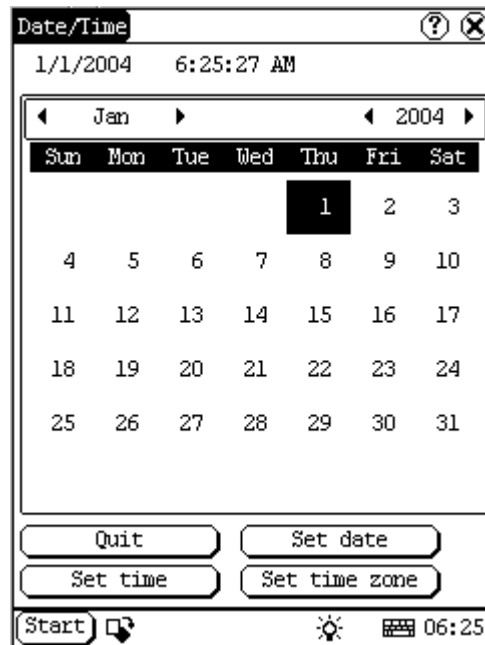 Date/Time ?
1/1/2004 6:25:27 AM
Jan 2004
Sun Mon Tue Wed Thu Fri Sat
1 2 3
4 5 6 7 8 9 10
11 12 13 14 15 16 17
18 19 20 21 22 23 24
25 26 27 28 29 30 31
Quit Set date
Set time Set time zone
Start 06:25